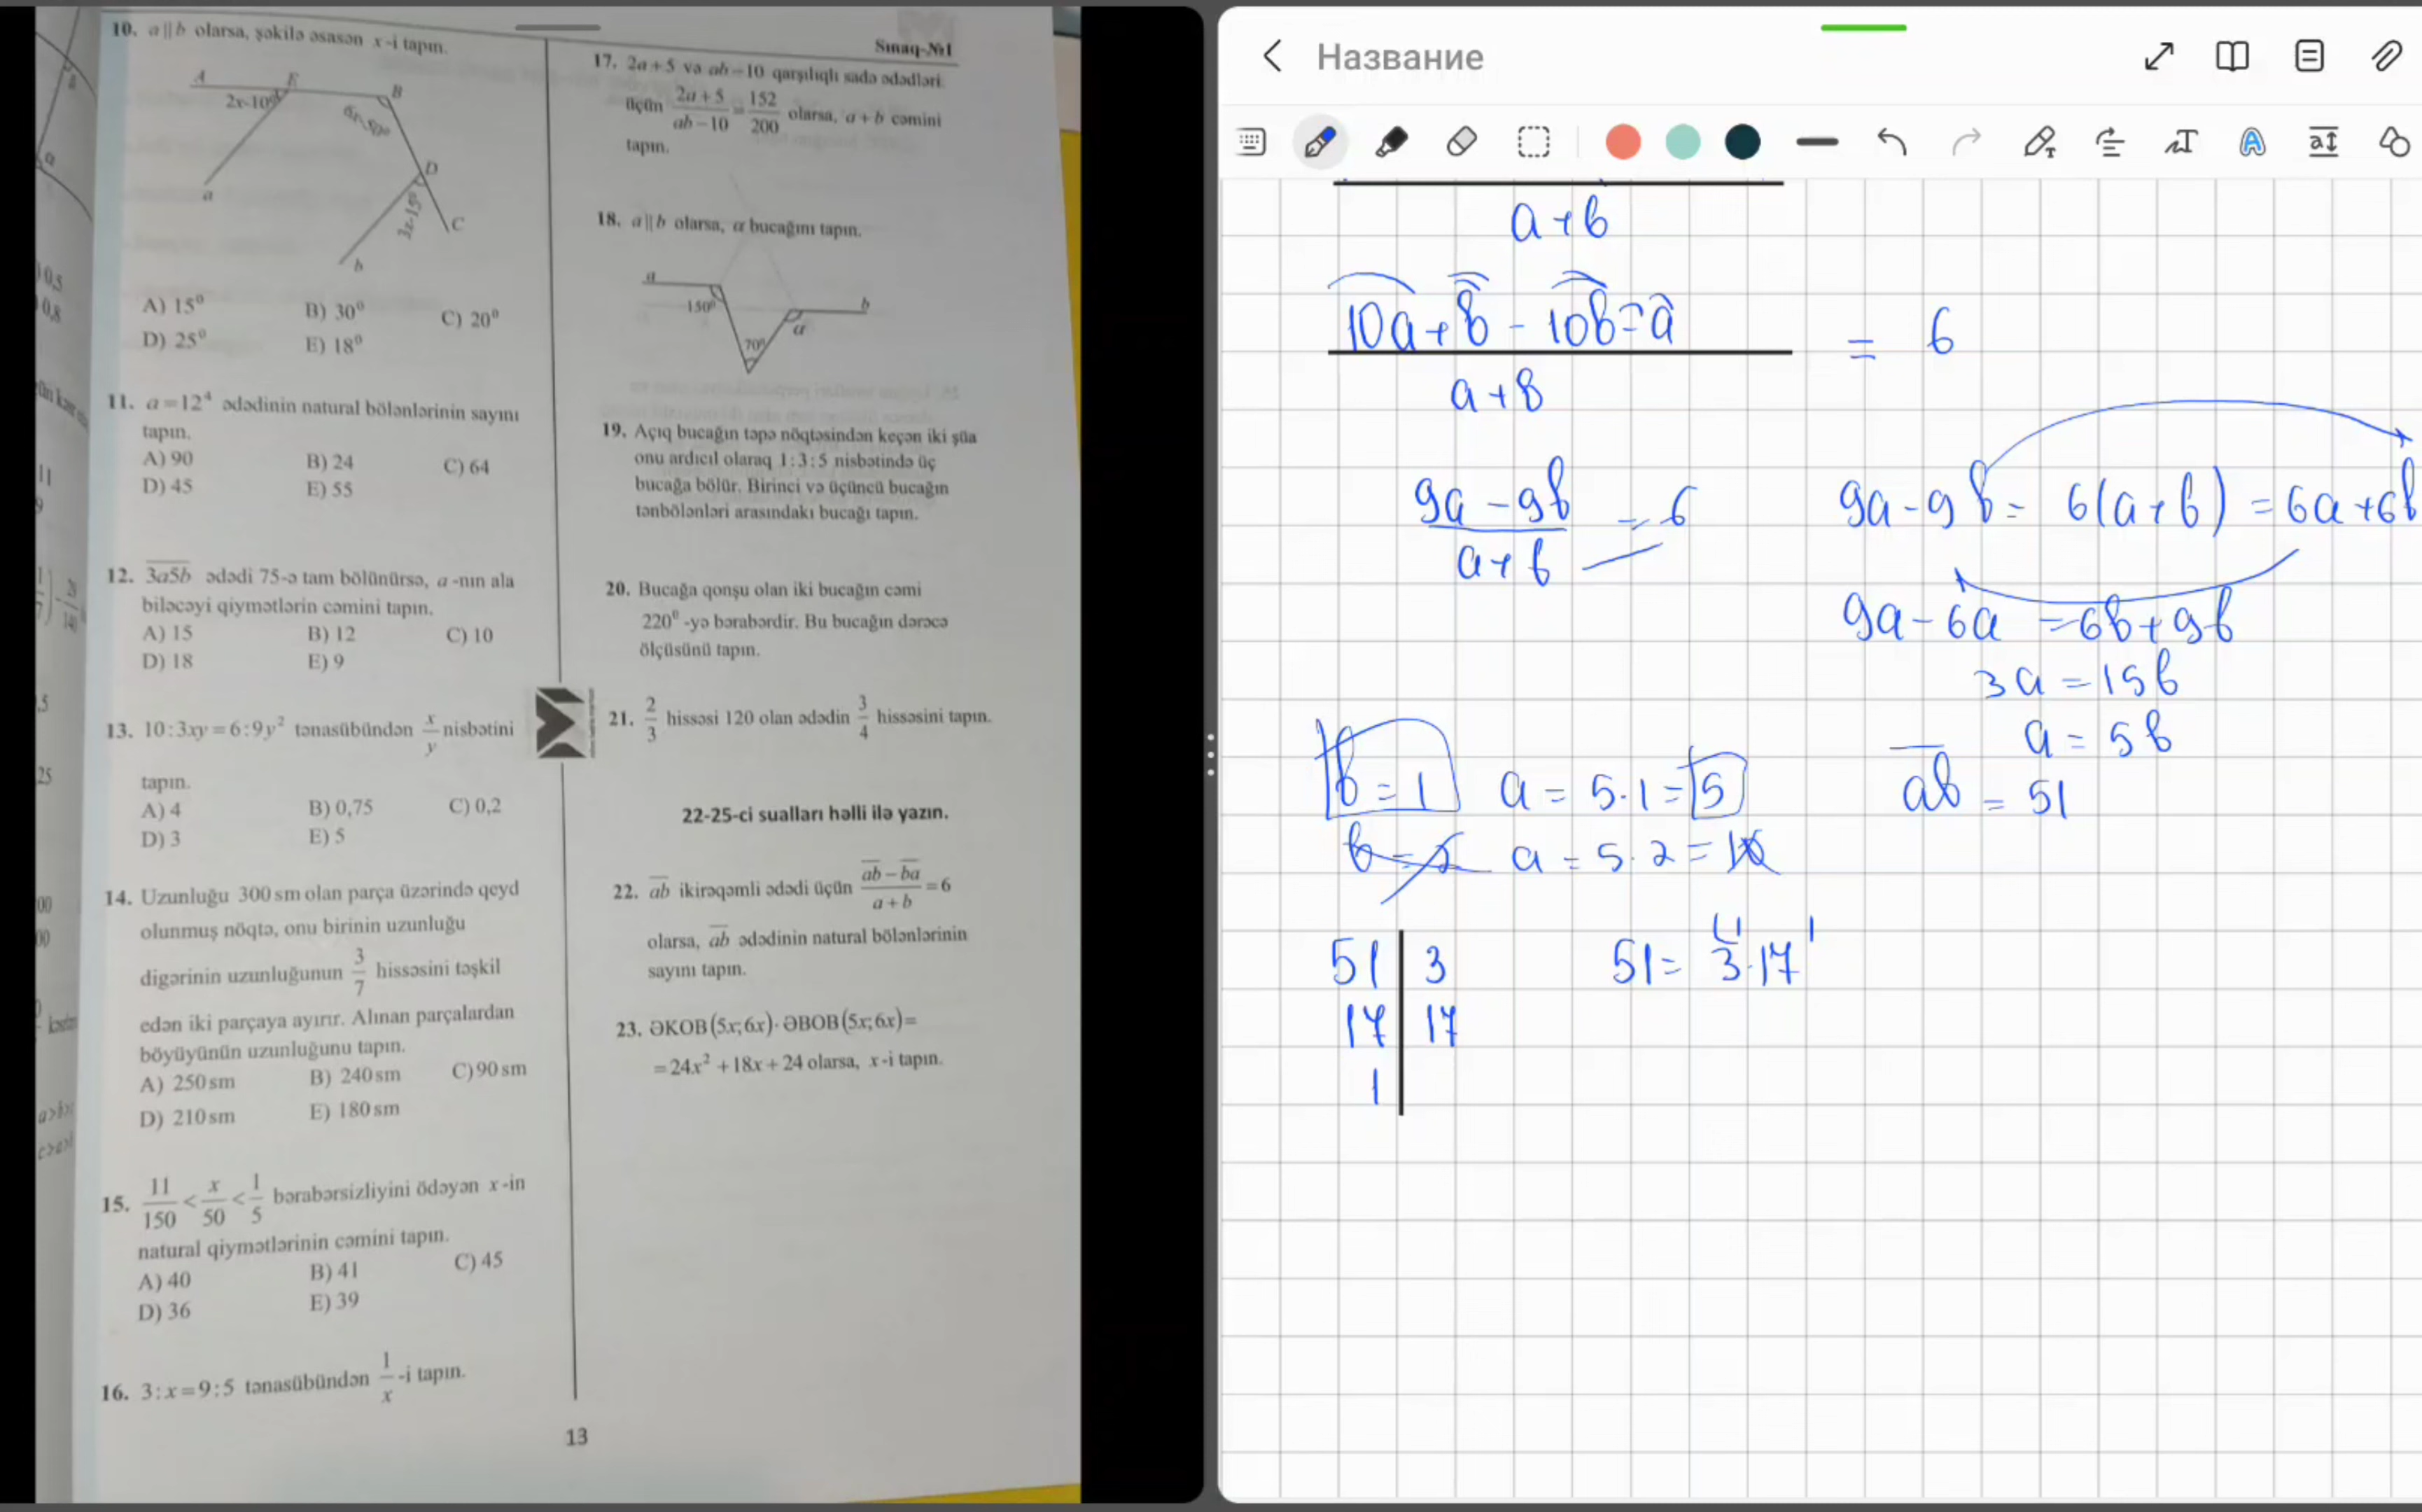 10. a || b olarsa, şəkilə əsasən x-i tapın.
A E B
2x-10° 6x-50°
D
3x-15°
a C
b
A) 15° B) 30° C) 20°
D) 25° E) 18°
11. a = 12⁴ ədədinin natural bölənlərinin sayını
tapın.
A) 90 B) 24 C) 64
D) 45 E) 55
12. 3a5b ədədi 75-ə tam bölünürsə, a -nın ala
biləcəyi qiymətlərin cəmini tapın.
A) 15 B) 12 C) 10
D) 18 E) 9
13. 10 : 3xy = 6 : 9y² tənasübündən x/y nisbətini
tapın.
A) 4 B) 0,75 C) 0,2
D) 3 E) 5
14. Uzunluğu 300 sm olan parça üzərində qeyd
olunmuş nöqtə, onu birinin uzunluğu
digərinin uzunluğunun 3/7 hissəsini təşkil
edən iki parçaya ayırır. Alınan parçalardan
böyüyünün uzunluğunu tapın.
A) 250 sm B) 240 sm C) 90 sm
D) 210 sm E) 180 sm
15. 11/150 < x/50 < 1/5 bərabərsizliyini ödəyən x-in
natural qiymətlərinin cəmini tapın.
A) 40 B) 41 C) 45
D) 36 E) 39
16. 3 : x = 9 : 5 tənasübündən 1/x -i tapın.
Sınaq-№1
17. 2a + 5 və ab − 10 qarşılıqlı sadə ədədləri
üçün (2a + 5)/(ab − 10) = 152/200 olarsa, a + b cəmini
tapın.
18. a || b olarsa, α bucağını tapın.
a
150° b
α
70°
19. Açıq bucağın təpə nöqtəsindən keçən iki şüa
onu ardıcıl olaraq 1 : 3 : 5 nisbətində üç
bucağa bölür. Birinci və üçüncü bucağın
tənbölənləri arasındakı bucağı tapın.
20. Bucağa qonşu olan iki bucağın cəmi
220° -yə bərabərdir. Bu bucağın dərəcə
ölçüsünü tapın.
21. 2/3 hissəsi 120 olan ədədin 3/4 hissəsini tapın.
22-25-ci sualları həlli ilə yazın.
22. ab ikirəqəmli ədədi üçün (ab − ba)/(a + b) = 6
olarsa, ab ədədinin natural bölənlərinin
sayını tapın.
23. ƏKOB(5x; 6x) · ƏBOB(5x; 6x) =
= 24x² + 18x + 24 olarsa, x -i tapın.
13
Название
a + b
10a + b − 10b − a = 6
a + b
9a − 9b = 6
a + b
9a − 9b = 6(a + b) = 6a + 6b
9a − 6a = 6b + 9b
3a = 15b
a = 5b
b = 1 a = 5 · 1 = 5
ab = 51
b = 2 a = 5 · 2 = 10
51 | 3
17 | 17
1
51 = 3¹ · 17¹